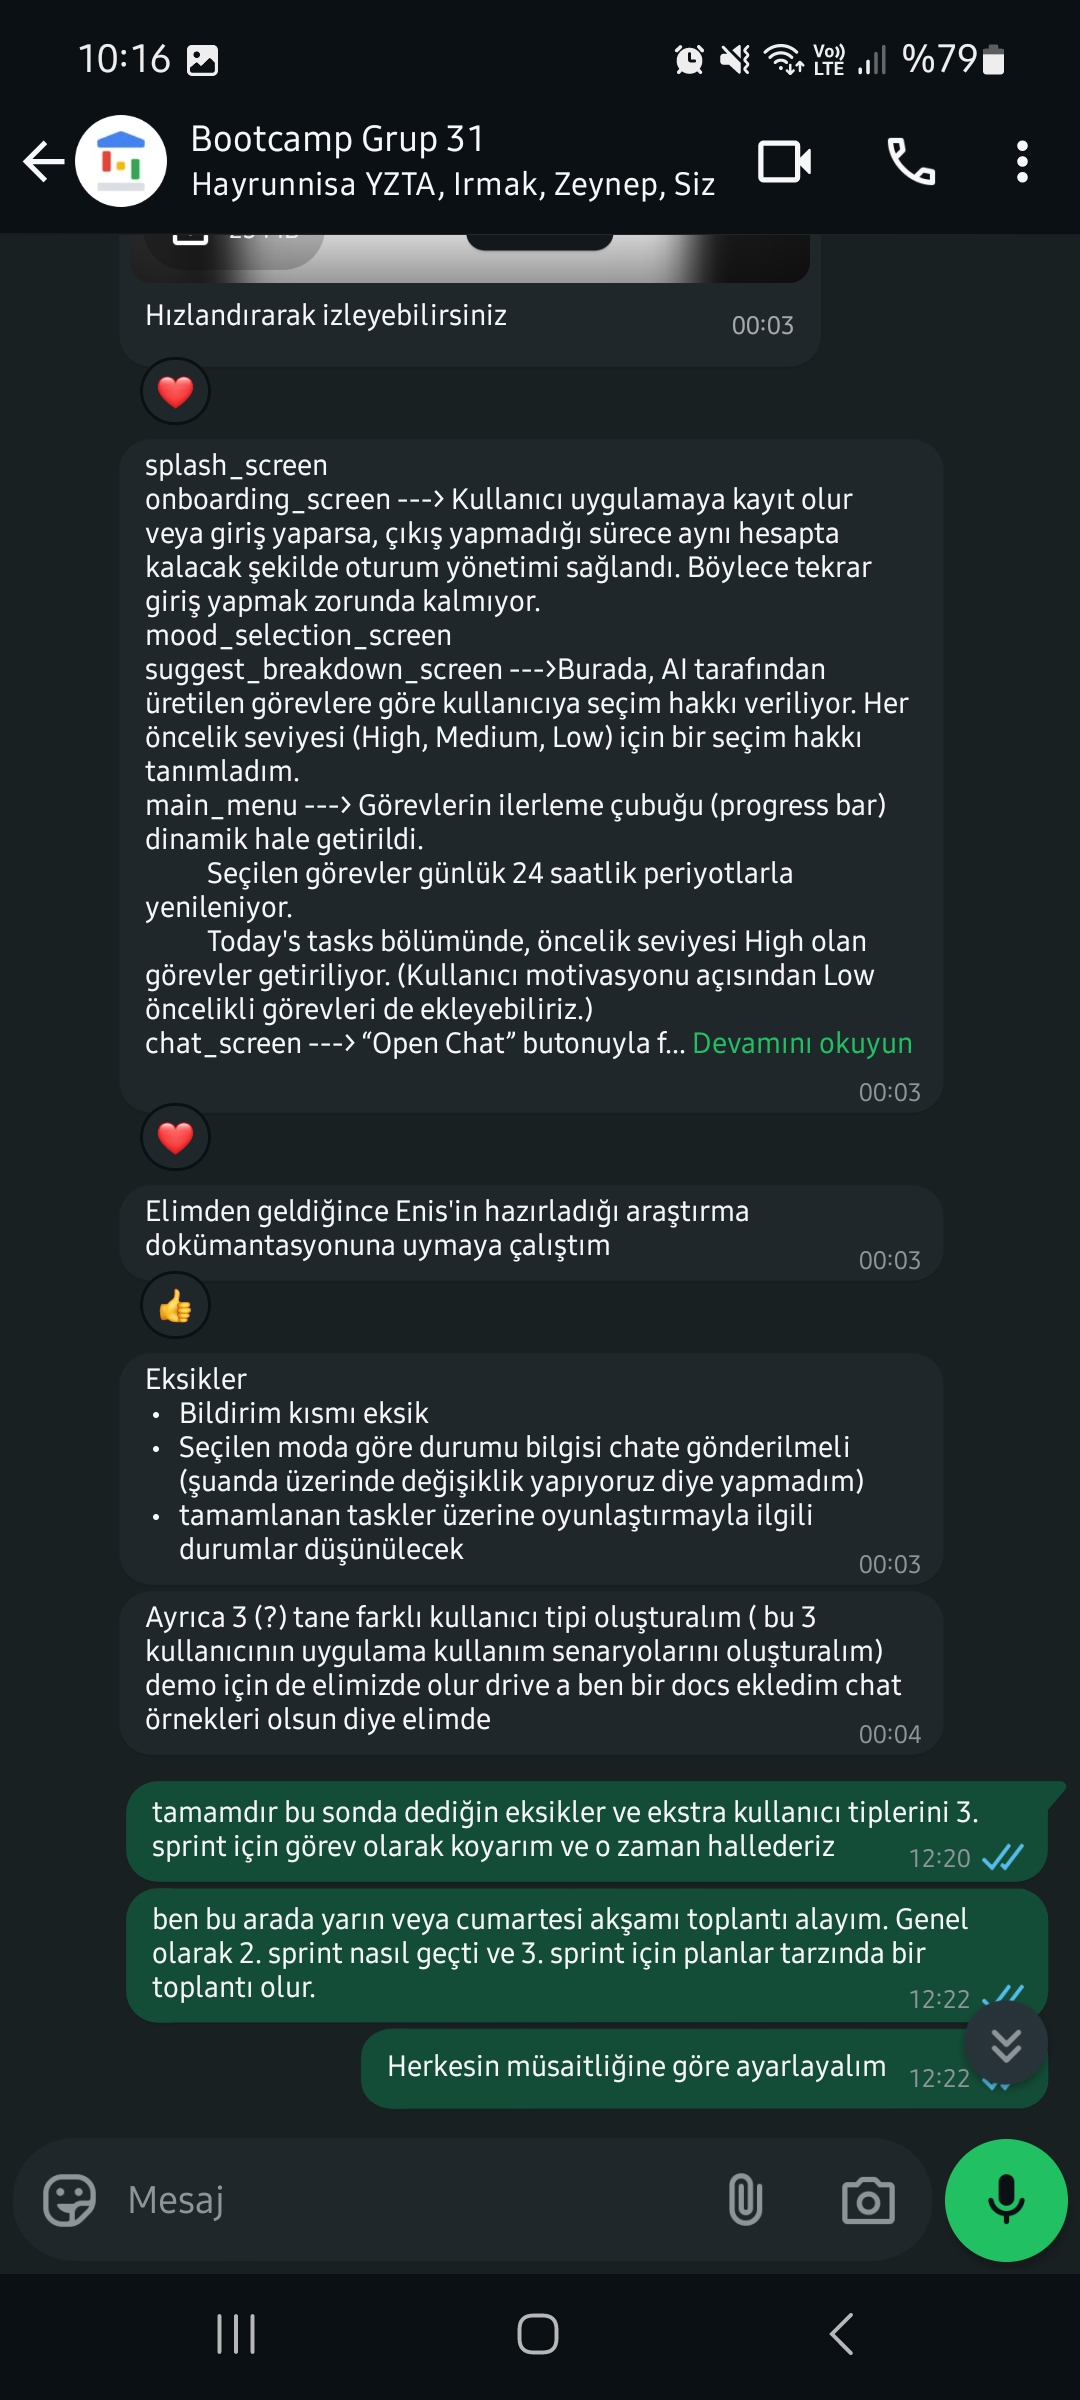 10:16
Vo)) LTE
%79
Bootcamp Grup 31
Hayrunnisa YZTA, Irmak, Zeynep, Siz
Hızlandırarak izleyebilirsiniz
00:03
splash_screen
onboarding_screen ---> Kullanıcı uygulamaya kayıt olur
veya giriş yaparsa, çıkış yapmadığı sürece aynı hesapta
kalacak şekilde oturum yönetimi sağlandı. Böylece tekrar
giriş yapmak zorunda kalmıyor.
mood_selection_screen
suggest_breakdown_screen --->Burada, AI tarafından
üretilen görevlere göre kullanıcıya seçim hakkı veriliyor. Her
öncelik seviyesi (High, Medium, Low) için bir seçim hakkı
tanımladım.
main_menu ---> Görevlerin ilerleme çubuğu (progress bar)
dinamik hale getirildi.
Seçilen görevler günlük 24 saatlik periyotlarla
yenileniyor.
Today's tasks bölümünde, öncelik seviyesi High olan
görevler getiriliyor. (Kullanıcı motivasyonu açısından Low
öncelikli görevleri de ekleyebiliriz.)
chat_screen ---> “Open Chat” butonuyla f... Devamını okuyun
00:03
Elimden geldiğince Enis'in hazırladığı araştırma
dokümantasyonuna uymaya çalıştım
00:03
Eksikler
• Bildirim kısmı eksik
• Seçilen moda göre durumu bilgisi chate gönderilmeli
(şuanda üzerinde değişiklik yapıyoruz diye yapmadım)
• tamamlanan taskler üzerine oyunlaştırmayla ilgili
durumlar düşünülecek
00:03
Ayrıca 3 (?) tane farklı kullanıcı tipi oluşturalım ( bu 3
kullanıcının uygulama kullanım senaryolarını oluşturalım)
demo için de elimizde olur drive a ben bir docs ekledim chat
örnekleri olsun diye elimde
00:04
tamamdır bu sonda dediğin eksikler ve ekstra kullanıcı tiplerini 3.
sprint için görev olarak koyarım ve o zaman hallederiz
12:20
ben bu arada yarın veya cumartesi akşamı toplantı alayım. Genel
olarak 2. sprint nasıl geçti ve 3. sprint için planlar tarzında bir
toplantı olur.
12:22
Herkesin müsaitliğine göre ayarlayalım
12:22
Mesaj